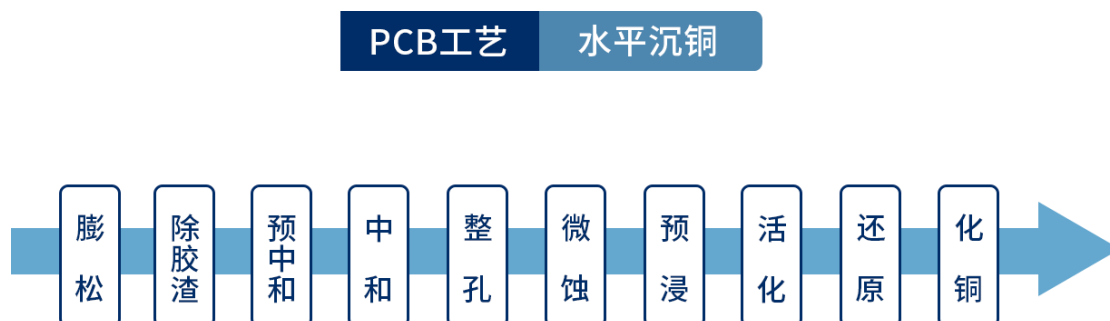 PCB工艺 水平沉铜
膨松 除胶渣 预中和 中和 整孔 微蚀 预浸 活化 还原 化铜